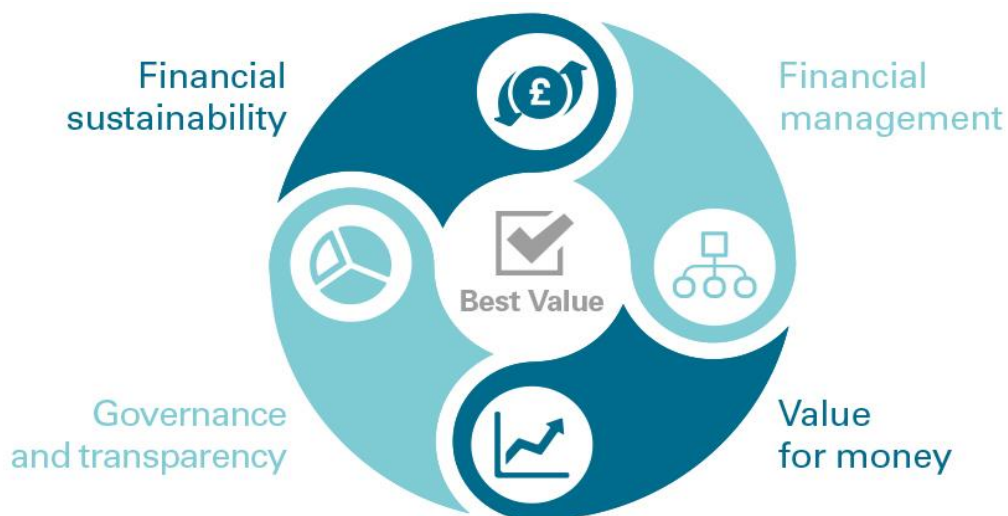 Financial
sustainability
Financial
management
£
Best Value
Governance
and transparency
Value
for money